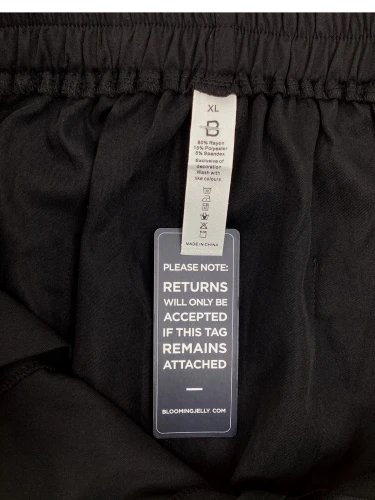 XL
B
80% Rayon
15% Polyester
5% Spandex
Exclusive of
decoration
Wash with
like colours
MADE IN CHINA
PLEASE NOTE:
RETURNS
WILL ONLY BE
ACCEPTED
IF THIS TAG
REMAINS
ATTACHED
BLOOMINGJELLY.COM